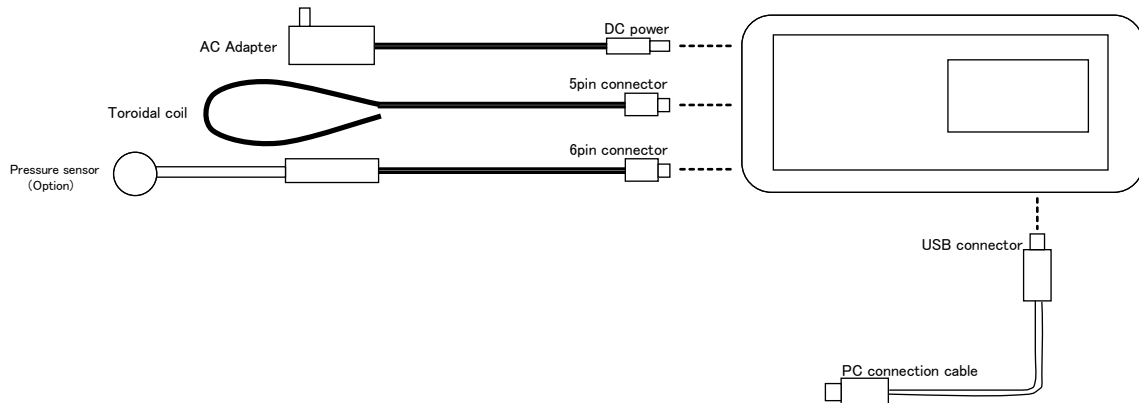 DC power
AC Adapter
5pin connector
Toroidal coil
6pin connector
Pressure sensor
(Option)
USB connector
PC connection cable